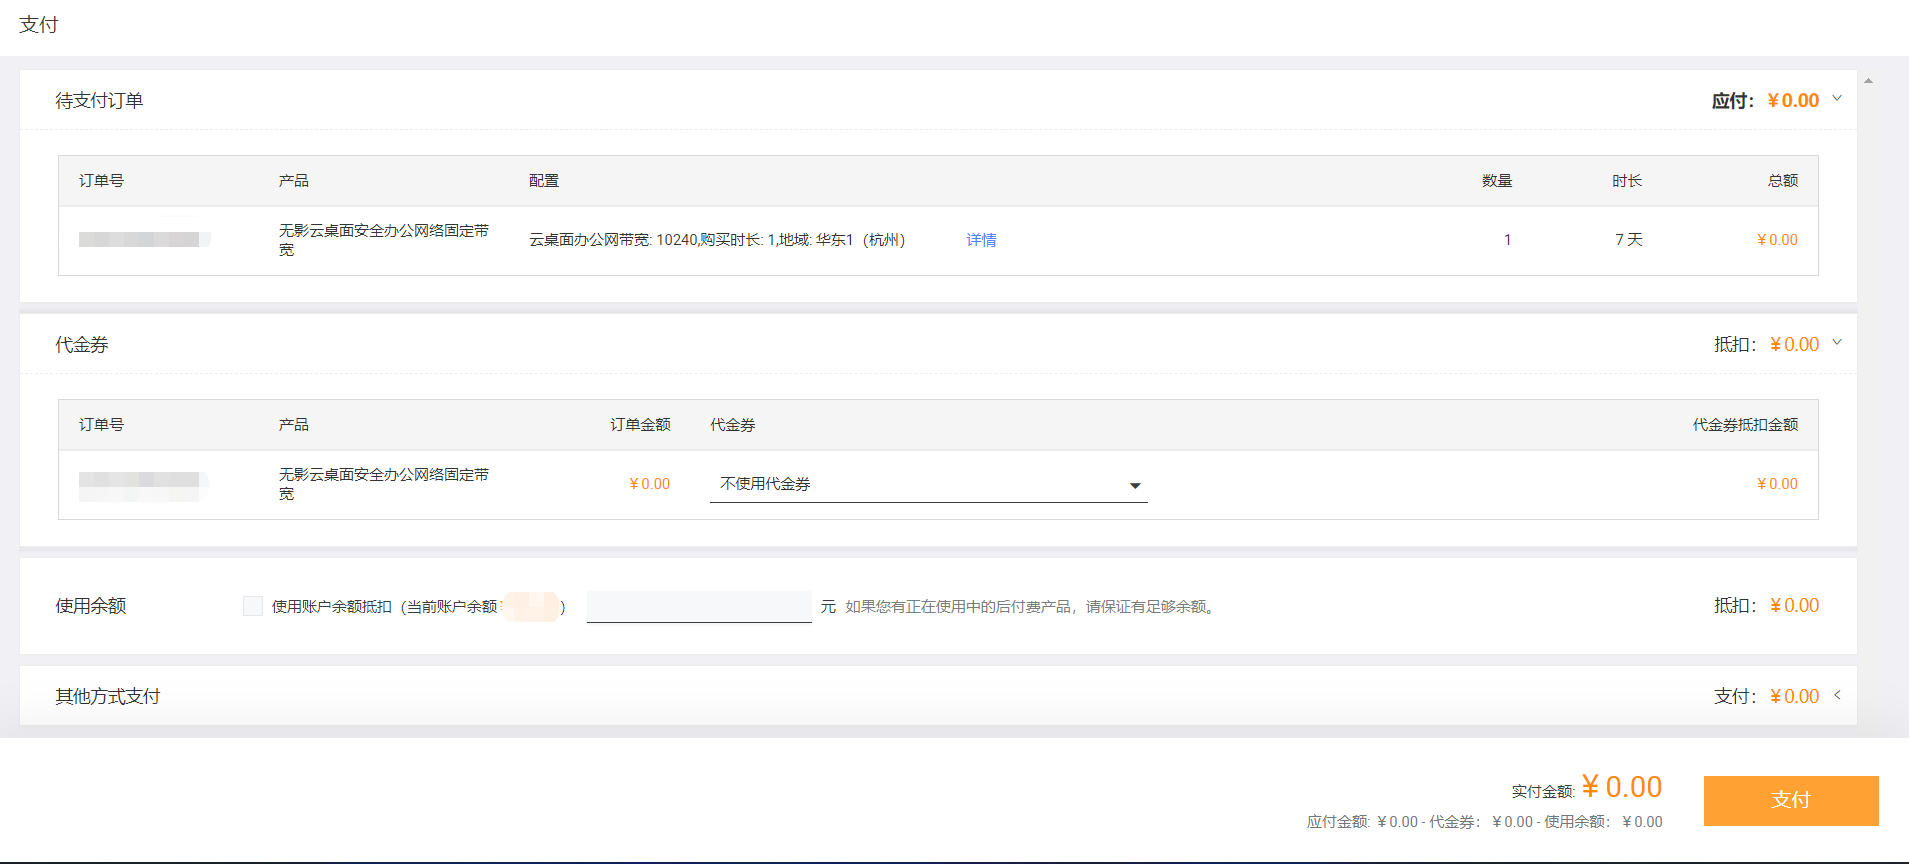 支付
待支付订单
应付： ¥ 0.00
订单号 产品 配置 数量 时长 总额
无影云桌面安全办公网络固定带宽 云桌面办公网带宽: 10240,购买时长: 1,地域: 华东1（杭州） 详情 1 7 天 ¥ 0.00
代金券
抵扣： ¥ 0.00
订单号 产品 订单金额 代金券 代金券抵扣金额
无影云桌面安全办公网络固定带宽 ¥ 0.00 不使用代金券 ¥ 0.00
使用余额 使用账户余额抵扣（当前账户余额 ） 元 如果您有正在使用中的后付费产品，请保证有足够余额。 抵扣： ¥ 0.00
其他方式支付 支付： ¥ 0.00
实付金额: ¥ 0.00
应付金额: ¥ 0.00 - 代金券： ¥ 0.00 - 使用余额： ¥ 0.00
支付